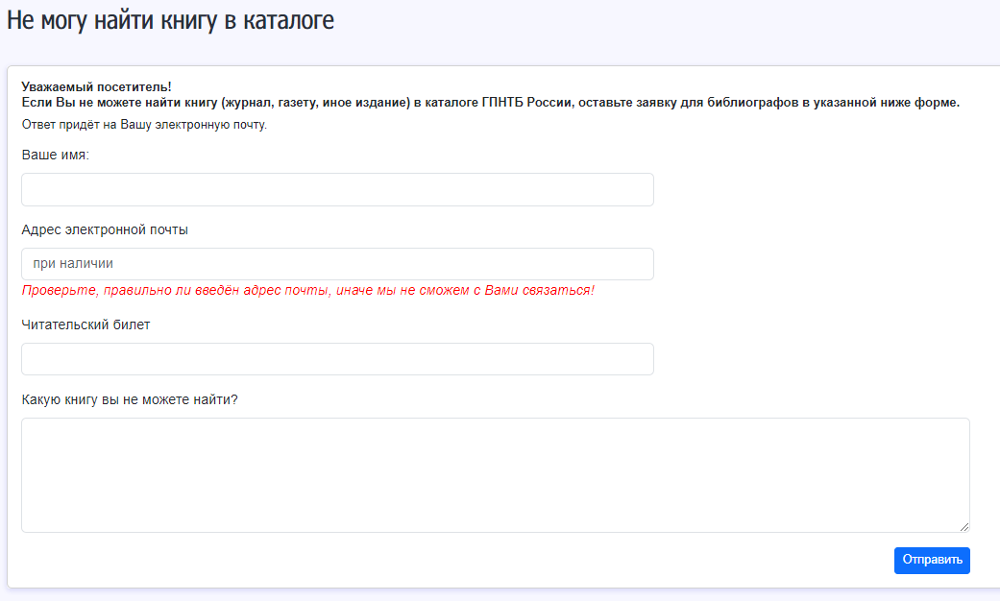 Не могу найти книгу в каталоге
Уважаемый посетитель!
Если Вы не можете найти книгу (журнал, газету, иное издание) в каталоге ГПНТБ России, оставьте заявку для библиографов в указанной ниже форме.
Ответ придёт на Вашу электронную почту.
Ваше имя:
Адрес электронной почты
при наличии
Проверьте, правильно ли введён адрес почты, иначе мы не сможем с Вами связаться!
Читательский билет
Какую книгу вы не можете найти?
Отправить